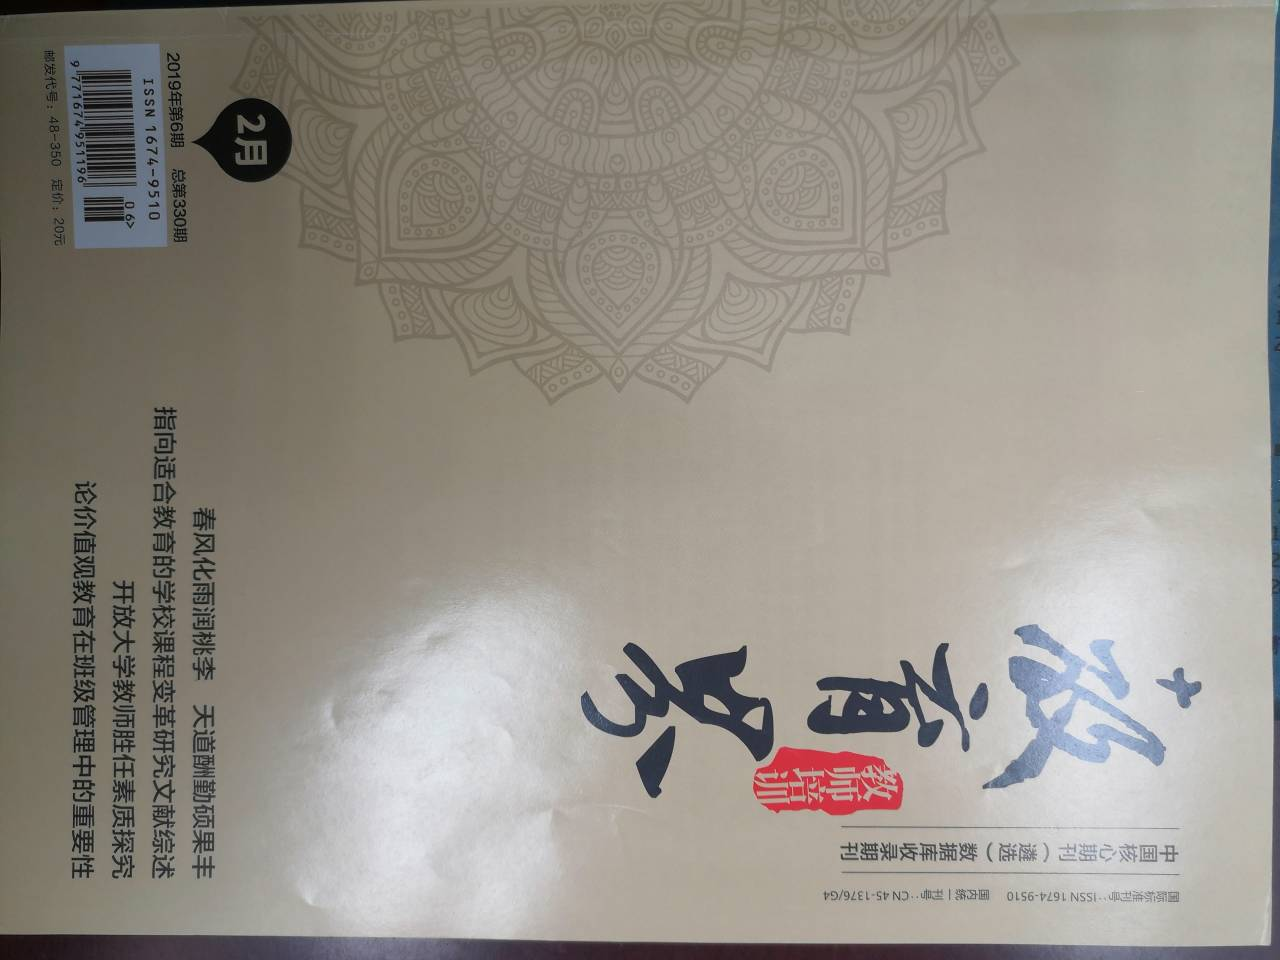 教育界
教师培训
中国核心期刊（遴选）数据库收录期刊
国际标准刊号：ISSN 1674-9510
国内统一刊号：CN 45-1376/G4
2月
2019年第6期 总第330期
ISSN 1674-9510
9 771674 951196
06>
邮发代号：48-350 定价：20元
春风化雨润桃李 天道酬勤硕果丰
指向适合教育的学校课程变革研究文献综述
开放大学教师胜任素质探究
论价值观教育在班级管理中的重要性